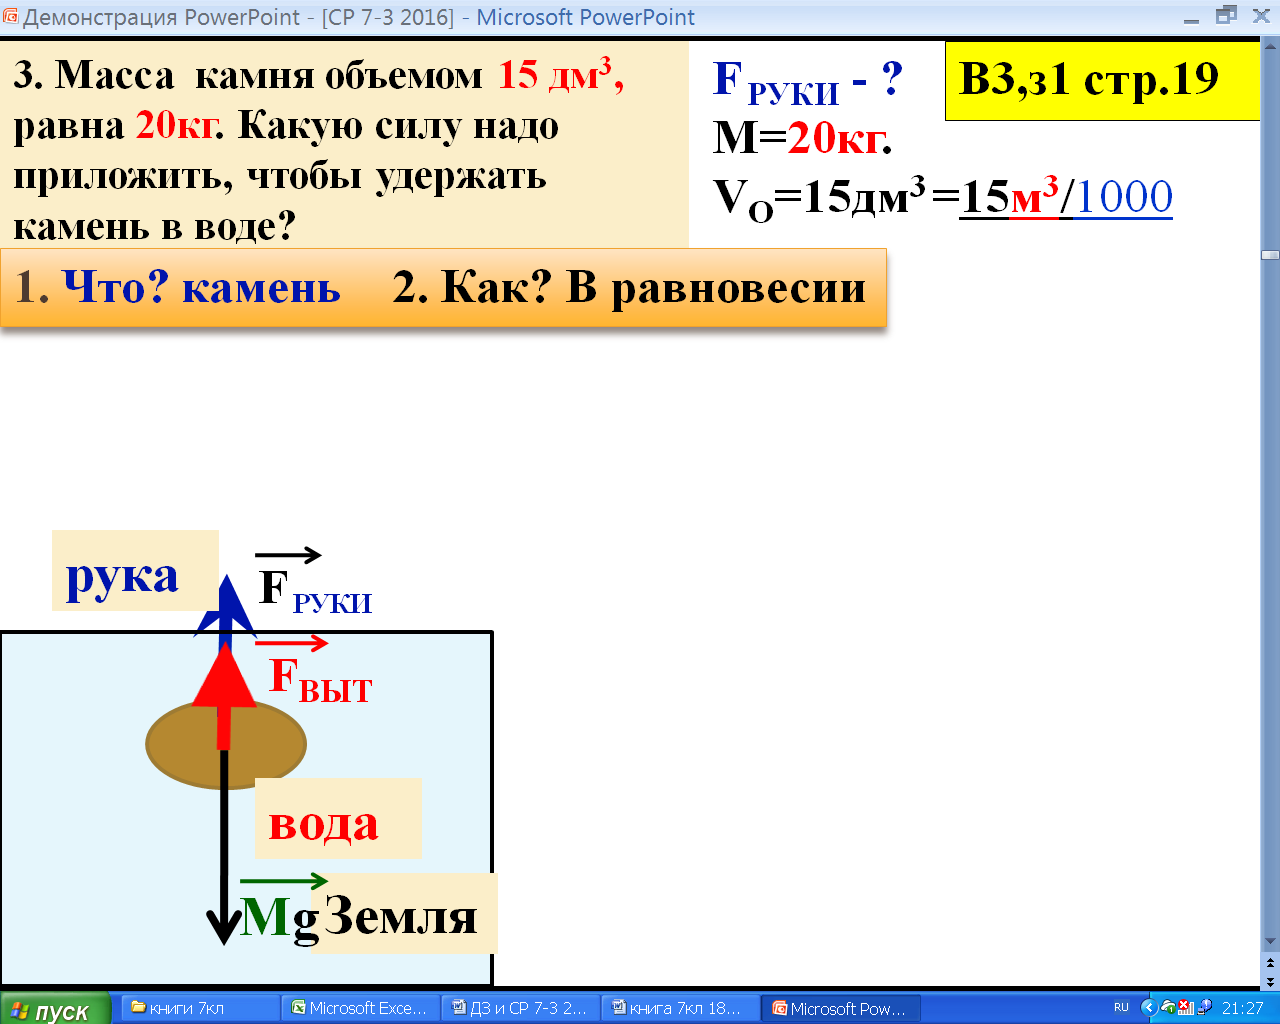 Демонстрация PowerPoint - [СР 7-3 2016] - Microsoft PowerPoint
3. Масса камня объемом 15 дм³,
равна 20кг. Какую силу надо
приложить, чтобы удержать
камень в воде?
F РУКИ - ?
М=20кг.
VО=15дм³ =15м³/1000
В3,з1 стр.19
1. Что? камень 2. Как? В равновесии
рука
F РУКИ
FВЫТ
вода
Mg Земля
пуск
книги 7кл
Microsoft Exce...
ДЗ и СР 7-3 2...
книга 7кл 18...
Microsoft Pow...
RU
21:27